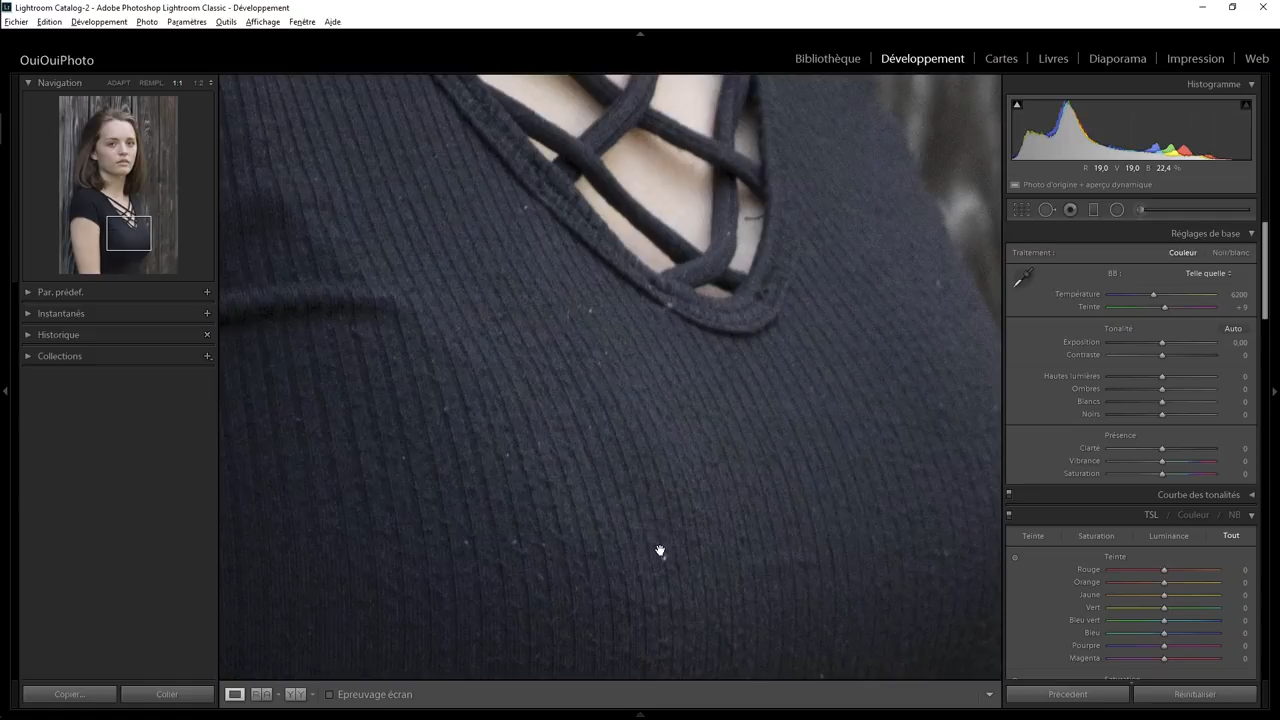 Lightroom Catalog-2 - Adobe Photoshop Lightroom Classic - Développement
Fichier Edition Développement Photo Paramètres Outils Affichage Fenêtre Aide
OuiOuiPhoto
Bibliothèque Développement Cartes Livres Diaporama Impression Web
Navigation ADAPT REMPL. 1:1 1:2
Par. prédef. +
Instantanés +
Historique ×
Collections +
Copier... Coller
Epreuvage écran
Histogramme
R 19,0 V 19,0 B 22,4 %
Photo d'origine + aperçu dynamique
Réglages de base
Traitement : Couleur Noir/blanc
BB : Telle quelle
Température 6200
Teinte + 9
Tonalité Auto
Exposition 0,00
Contraste 0
Hautes lumières 0
Ombres 0
Blancs 0
Noirs 0
Présence
Clarté 0
Vibrance 0
Saturation 0
Courbe des tonalités
TSL / Couleur / NB
Teinte Saturation Luminance Tout
Teinte
Rouge 0
Orange 0
Jaune 0
Vert 0
Bleu vert 0
Bleu 0
Pourpre 0
Magenta 0
Précédent Réinitialiser